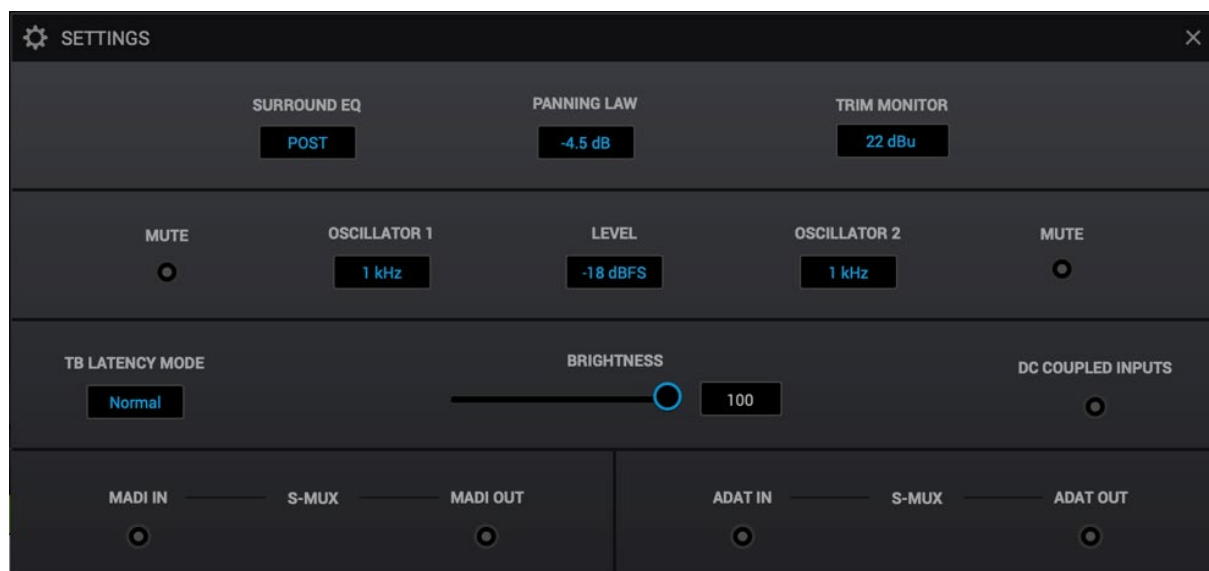 SETTINGS
SURROUND EQ PANNING LAW TRIM MONITOR
POST -4.5 dB 22 dBu
MUTE OSCILLATOR 1 LEVEL OSCILLATOR 2 MUTE
1 kHz -18 dBFS 1 kHz
TB LATENCY MODE BRIGHTNESS DC COUPLED INPUTS
Normal 100
MADI IN S-MUX MADI OUT ADAT IN S-MUX ADAT OUT